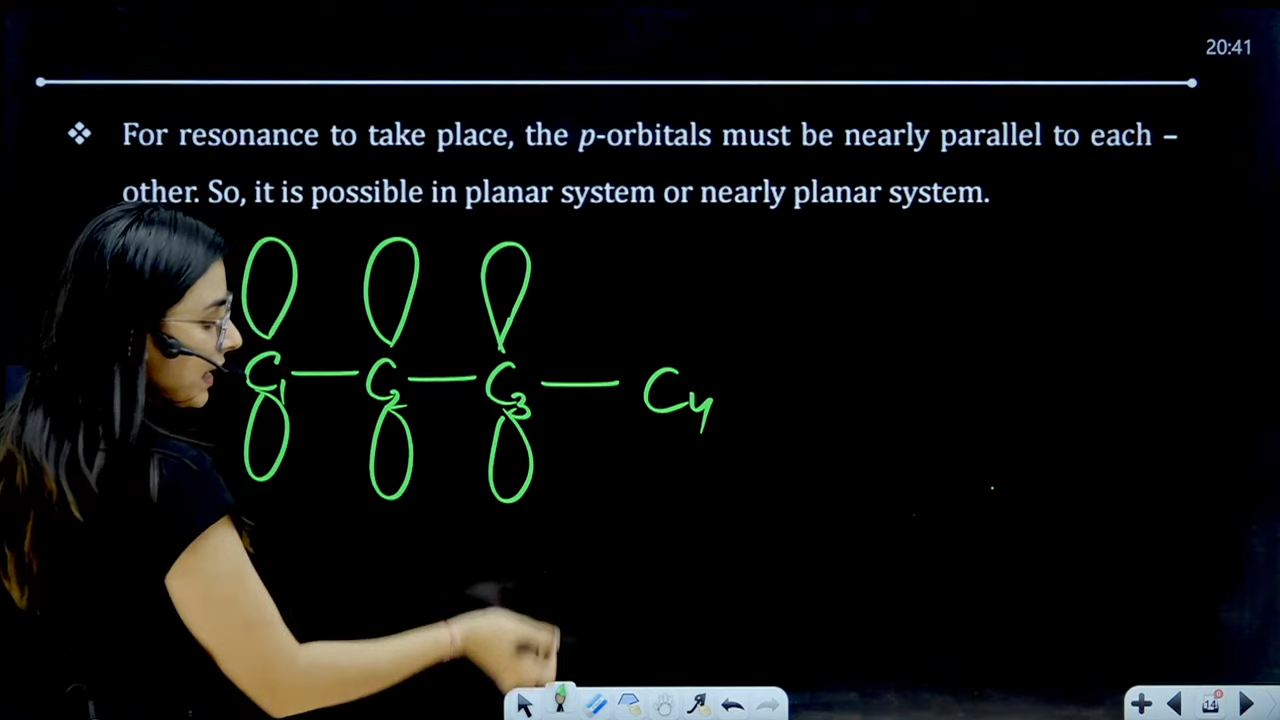 20:41
❖ For resonance to take place, the p-orbitals must be nearly parallel to each –
other. So, it is possible in planar system or nearly planar system.
C1 — C2 — C3 — C4
14